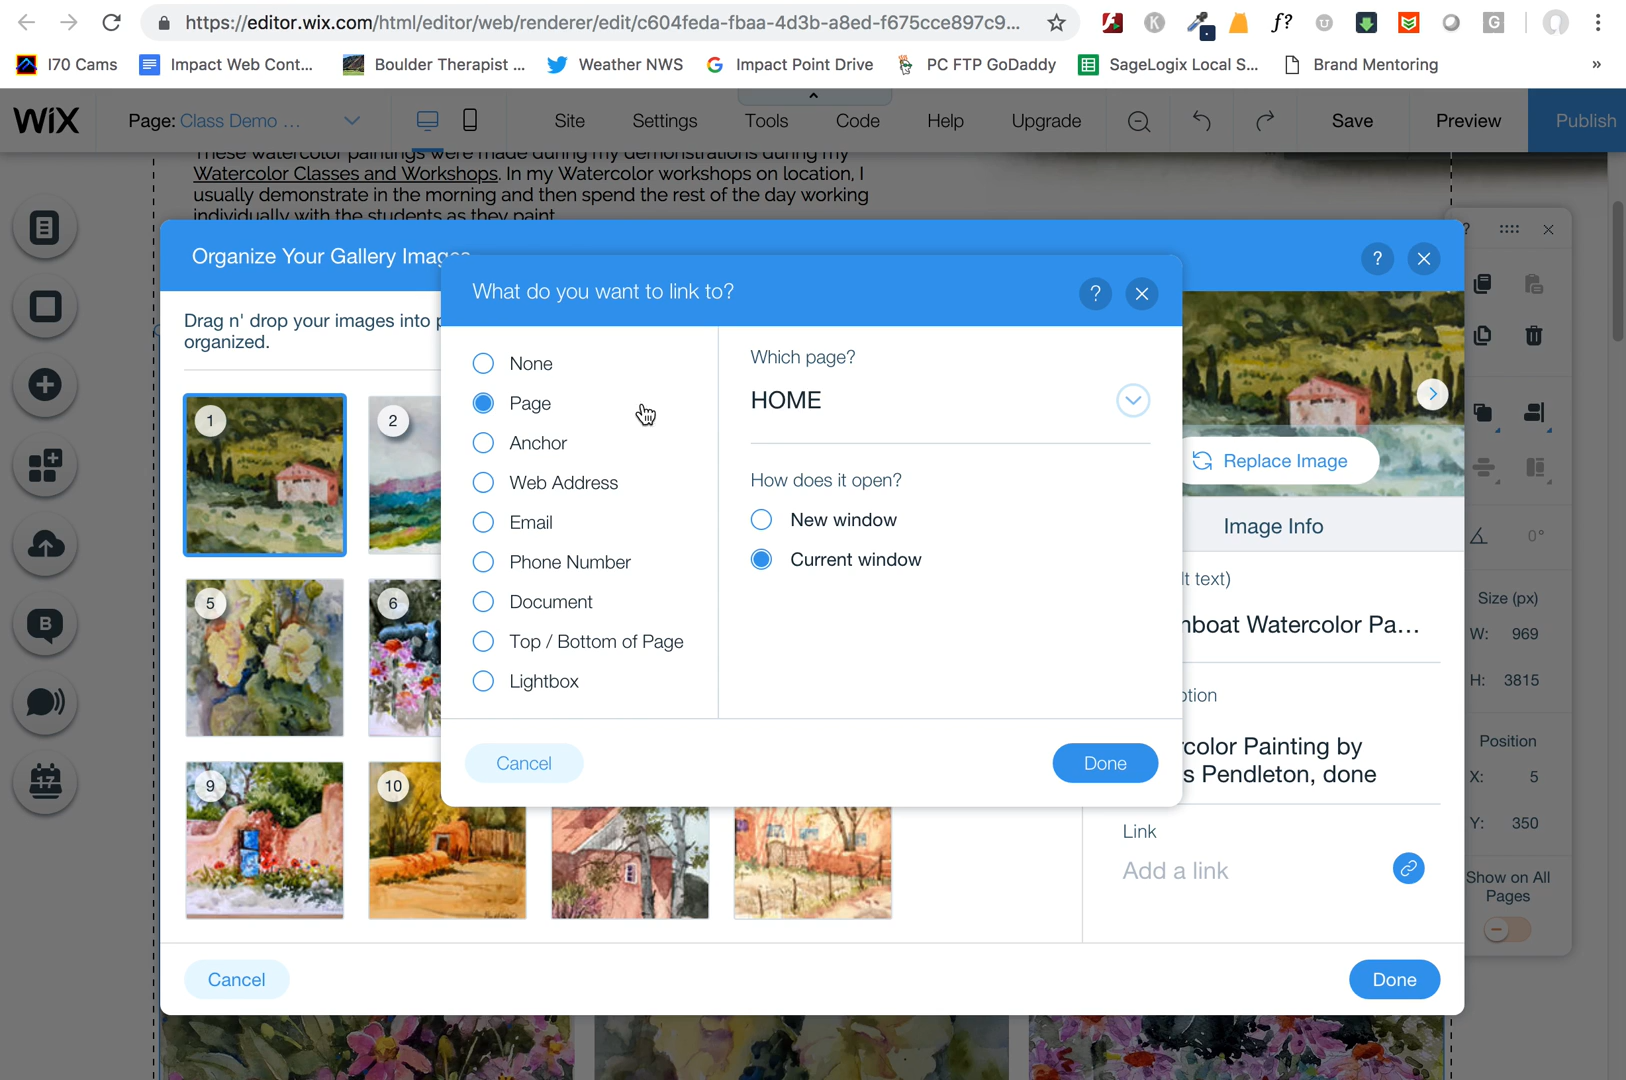 https://editor.wix.com/html/editor/web/renderer/edit/c604feda-fbaa-4d3b-a8ed-f675cce897c9...
K
f?
U
G
I70 Cams
Impact Web Cont...
Boulder Therapist ...
Weather NWS
Impact Point Drive
PC FTP GoDaddy
SageLogix Local S...
Brand Mentoring
»
WiX
Page: Class Demo ...
Site
Settings
Tools
Code
Help
Upgrade
Save
Preview
Publish
These watercolor paintings were made during my demonstrations during my
Watercolor Classes and Workshops. In my Watercolor workshops on location, I
usually demonstrate in the morning and then spend the rest of the day working
individually with the students as they paint.
Organize Your Gallery Images
?
Drag n' drop your images into
organized.
1
2
5
6
9
10
What do you want to link to?
?
None
Page
Anchor
Web Address
Email
Phone Number
Document
Top / Bottom of Page
Lightbox
Which page?
HOME
How does it open?
New window
Current window
Cancel
Done
Replace Image
Image Info
lt text)
nboat Watercolor Pa...
ption
rcolor Painting by
s Pendleton, done
Link
Add a link
Cancel
Done
?
0°
Size (px)
W: 969
H: 3815
Position
X: 5
Y: 350
Show on All
Pages
B
17